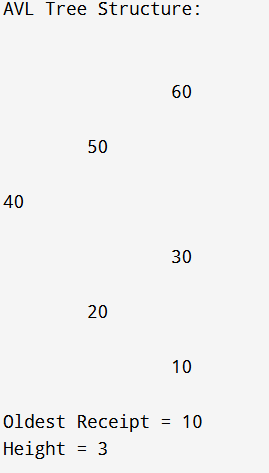 AVL Tree Structure:
60
50
40
30
20
10
Oldest Receipt = 10
Height = 3